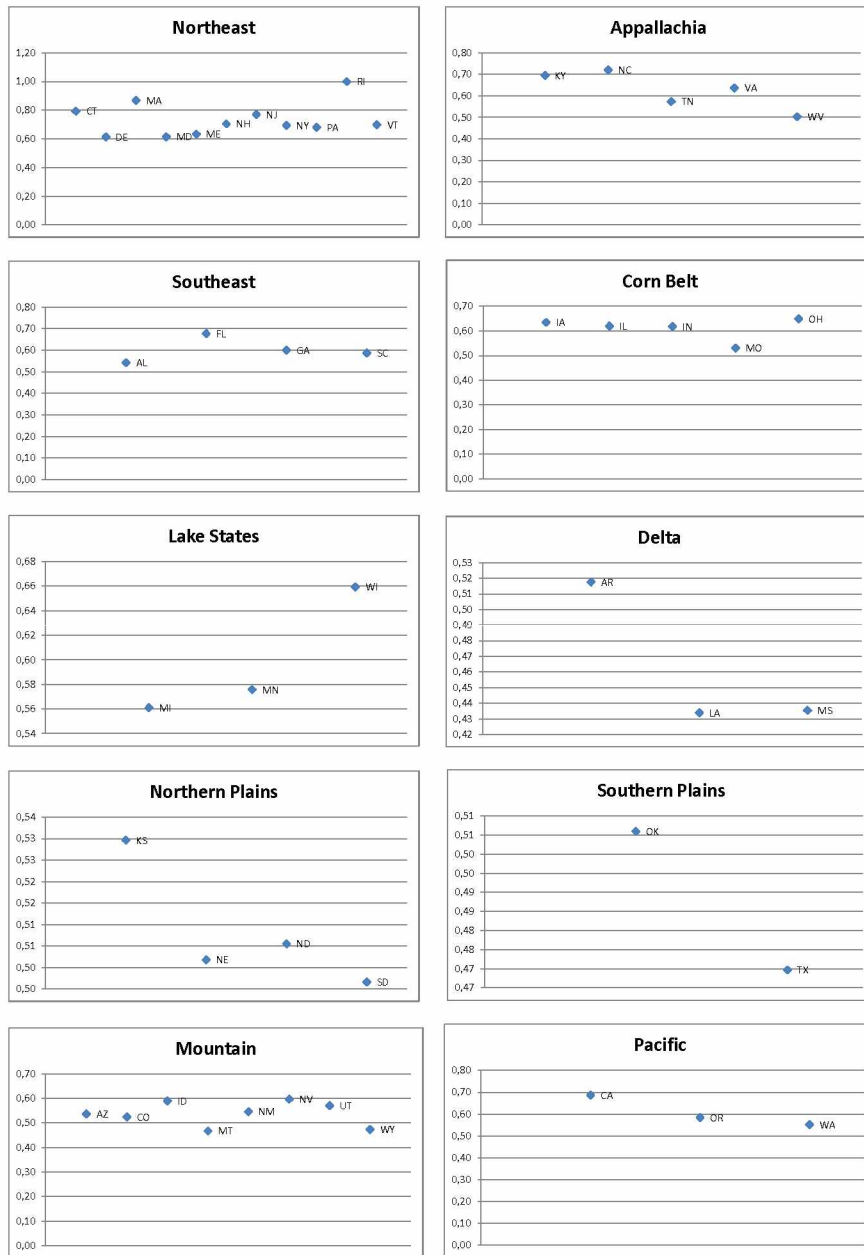 Northeast
1,20
1,00
0,80
0,60
0,40
0,20
0,00
CT
DE
MA
MD
ME
NH
NJ
NY
PA
RI
VT
Appallachia
0,80
0,70
0,60
0,50
0,40
0,30
0,20
0,10
0,00
KY
NC
TN
VA
WV
Southeast
0,80
0,70
0,60
0,50
0,40
0,30
0,20
0,10
0,00
AL
FL
GA
SC
Corn Belt
0,70
0,60
0,50
0,40
0,30
0,20
0,10
0,00
IA
IL
IN
MO
OH
Lake States
0,68
0,66
0,64
0,62
0,60
0,58
0,56
0,54
MI
MN
WI
Delta
0,53
0,52
0,51
0,50
0,49
0,48
0,47
0,46
0,45
0,44
0,43
0,42
AR
LA
MS
Northern Plains
0,54
0,53
0,53
0,52
0,52
0,51
0,51
0,50
0,50
KS
NE
ND
SD
Southern Plains
0,51
0,51
0,50
0,50
0,49
0,49
0,48
0,48
0,47
0,47
OK
TX
Mountain
0,70
0,60
0,50
0,40
0,30
0,20
0,10
0,00
AZ
CO
ID
MT
NM
NV
UT
WY
Pacific
0,80
0,70
0,60
0,50
0,40
0,30
0,20
0,10
0,00
CA
OR
WA